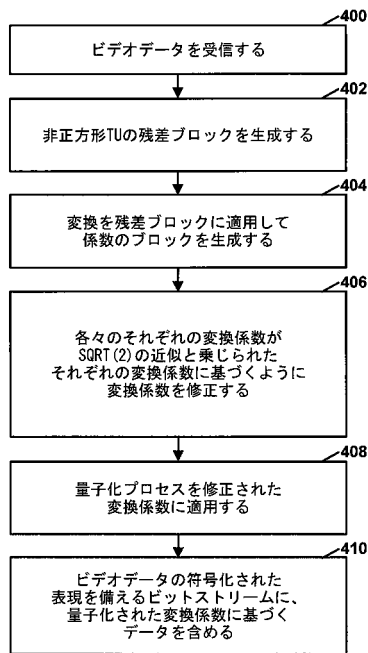 400
ビデオデータを受信する
402
非正方形TUの残差ブロックを生成する
404
変換を残差ブロックに適用して
係数のブロックを生成する
406
各々のそれぞれの変換係数が
SQRT(2)の近似と乗じられた
それぞれの変換係数に基づくように
変換係数を修正する
408
量子化プロセスを修正された
変換係数に適用する
410
ビデオデータの符号化された
表現を備えるビットストリームに、
量子化された変換係数に基づく
データを含める